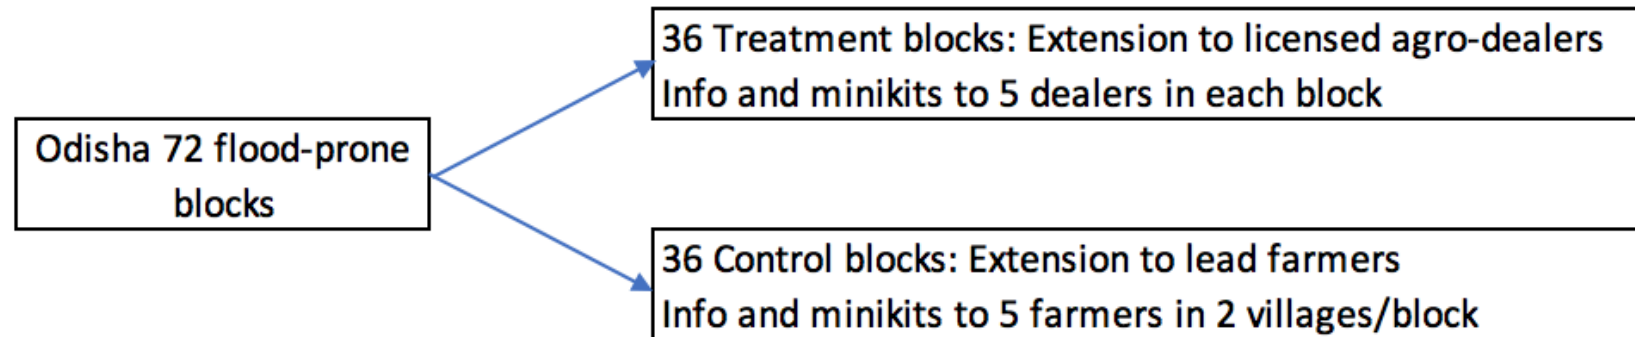 Odisha 72 flood-prone
blocks
36 Treatment blocks: Extension to licensed agro-dealers
Info and minikits to 5 dealers in each block
36 Control blocks: Extension to lead farmers
Info and minikits to 5 farmers in 2 villages/block